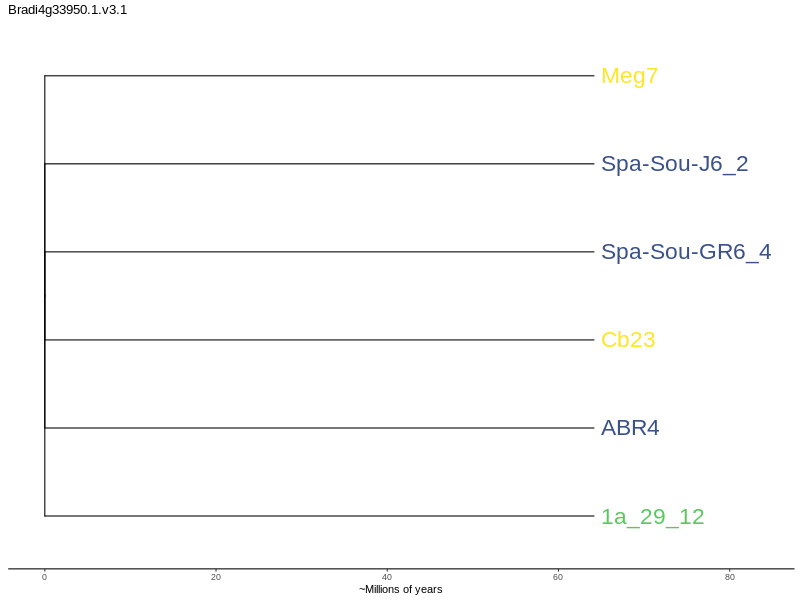 Bradi4g33950.1.v3.1
Meg7
Spa-Sou-J6_2
Spa-Sou-GR6_4
Cb23
ABR4
1a_29_12
0 20 40 60 80
~Millions of years